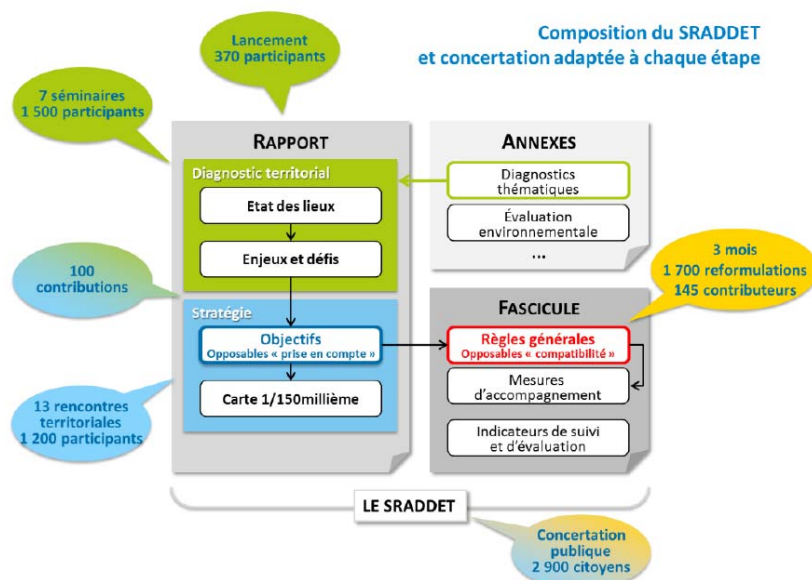 Composition du SRADDET
et concertation adaptée à chaque étape
Lancement
370 participants
7 séminaires
1 500 participants
RAPPORT
Diagnostic territorial
Etat des lieux
Enjeux et défis
100
contributions
Stratégie
Objectifs
Opposables « prise en compte »
Carte 1/150millième
13 rencontres
territoriales
1 200 participants
ANNEXES
Diagnostics
thématiques
Évaluation
environnementale
...
3 mois
1 700 reformulations
145 contributeurs
FASCICULE
Règles générales
Opposables « compatibilité »
Mesures
d'accompagnement
Indicateurs de suivi
et d'évaluation
LE SRADDET
Concertation
publique
2 900 citoyens